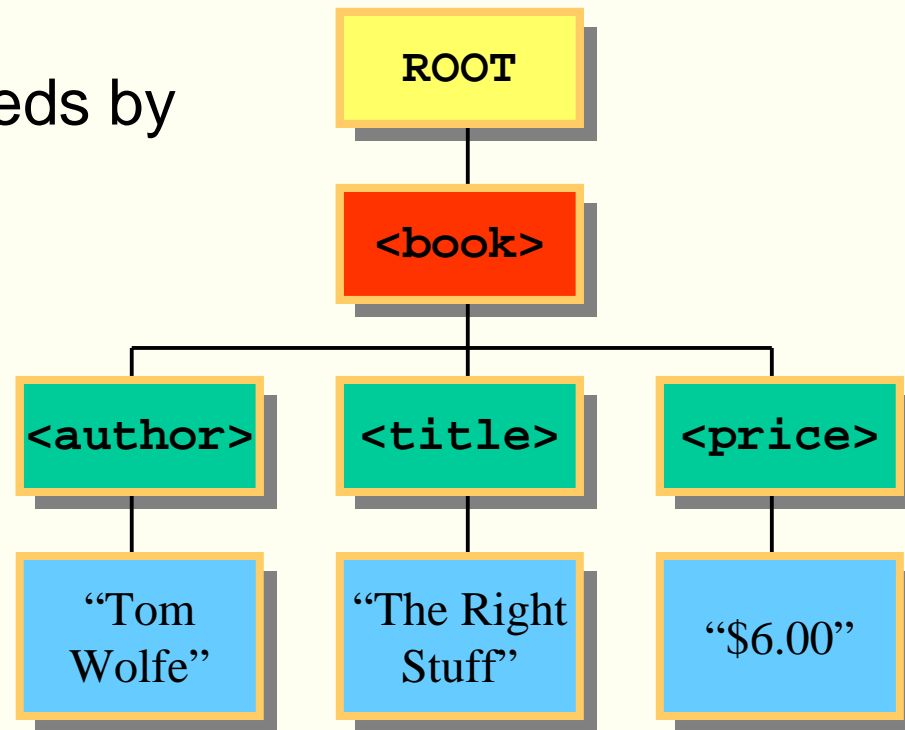 ROOT
eds by
<book>
<author>
<title>
<price>
“Tom
Wolfe”
“The Right
Stuff”
“$6.00”